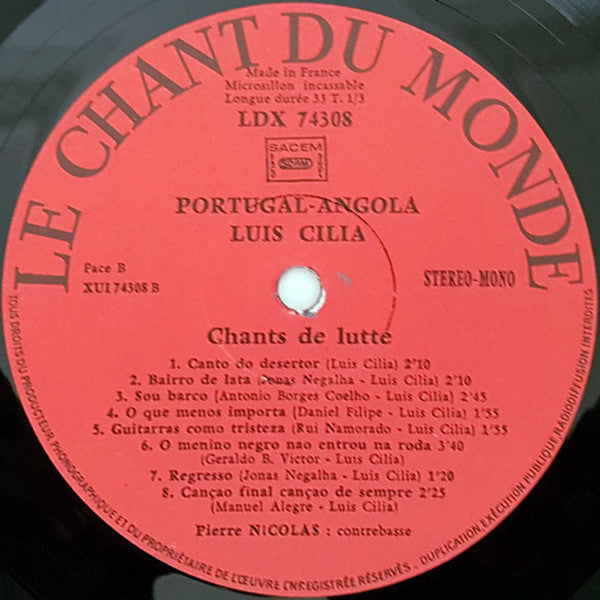 LE CHANT DU MONDE
Made in France
Microsillon incassable
Longue durée 33 T. 1/3
LDX 74308
SACEM
PORTUGAL-ANGOLA
LUIS CILIA
Face B
XUI 74308 B
STEREO-MONO
Chants de lutte
1. Canto do desertor (Luis Cilia) 2'10
2. Bairro de lata (Jonas Negalha - Luis Cilia) 2'10
3. Sou barco [Antonio Borges Coelho - Luis Cilia) 2'45
4. O que menos importa (Daniel Filipe - Luis Cilia) 1'55
5. Guitarras como tristeza (Rui Namorado - Luis Cilia) 1'55
6. O menino negro nao entrou na roda 3'40
(Geraldo B. Victor - Luis Cilia)
7. Regresso (Jonas Negalha - Luis Cilia) 1'20
8. Cançao final cançao de sempre 2'25
(Manuel Alegre - Luis Cilia)
Pierre NICOLAS : contrebasse
TOUS DROITS DU PRODUCTEUR PHONOGRAPHIQUE ET DU PROPRIÉTAIRE DE L'ŒUVRE ENREGISTRÉE RÉSERVÉS. DUPLICATION EXÉCUTION PUBLIQUE RADIODIFFUSION INTERDITES